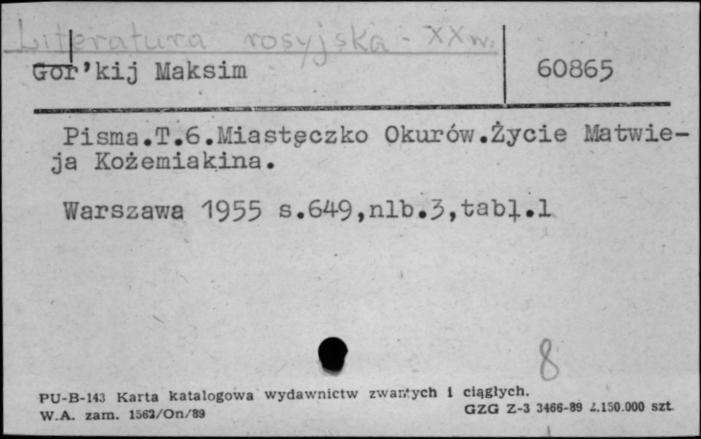 Literatura rosyjska - XX w.
Gor'kij Maksim
60865
Pisma.T.6.Miasteczko Okurów.Życie Matwie-
ja Kożemiakina.
Warszawa 1955 s.649,nlb.3,tabl.1
8
PU-B-143 Karta katalogowa wydawnictw zwartych i ciągłych.
W.A. zam. 1562/On/89
GZG Z-3 3466-89 2.150.000 szt.